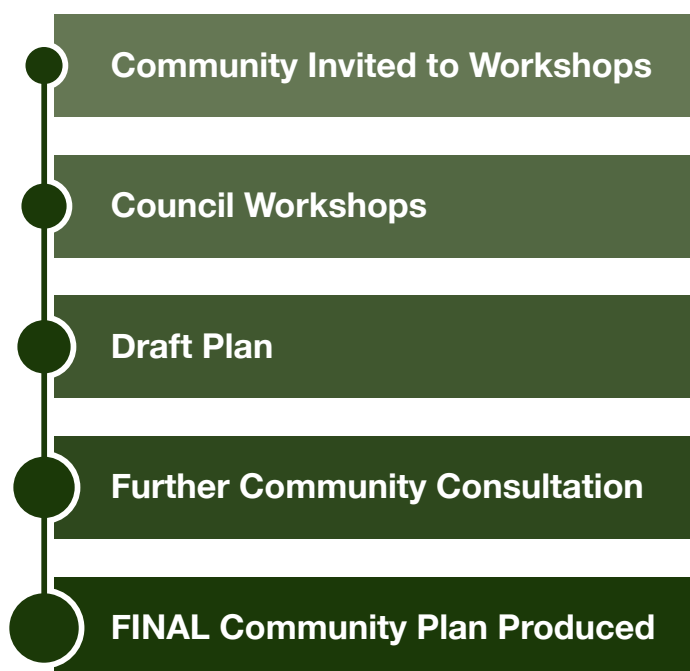 Community Invited to Workshops
Council Workshops
Draft Plan
Further Community Consultation
FINAL Community Plan Produced